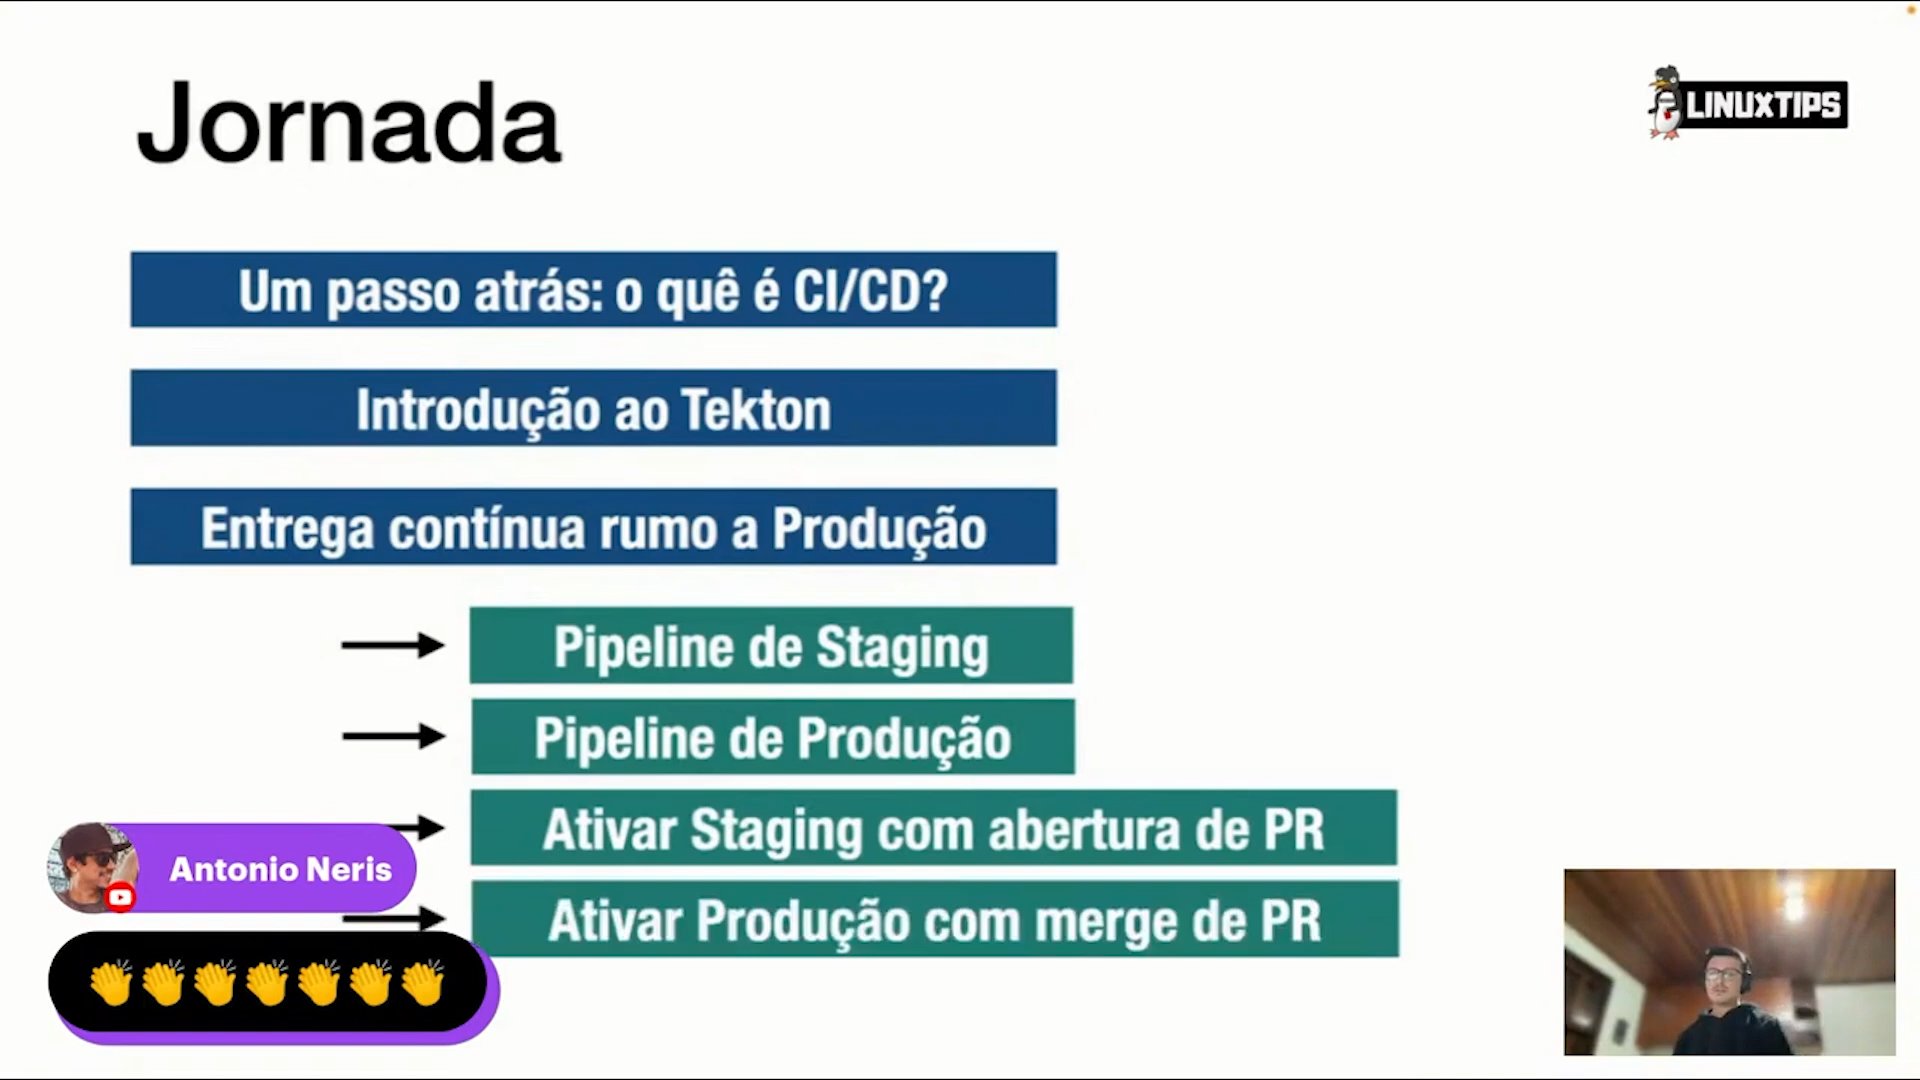 Jornada
LINUXTIPS
Um passo atrás: o quê é CI/CD?
Introdução ao Tekton
Entrega contínua rumo a Produção
Pipeline de Staging
Pipeline de Produção
Ativar Staging com abertura de PR
Antonio Neris
Ativar Produção com merge de PR
👏👏👏👏👏👏👏